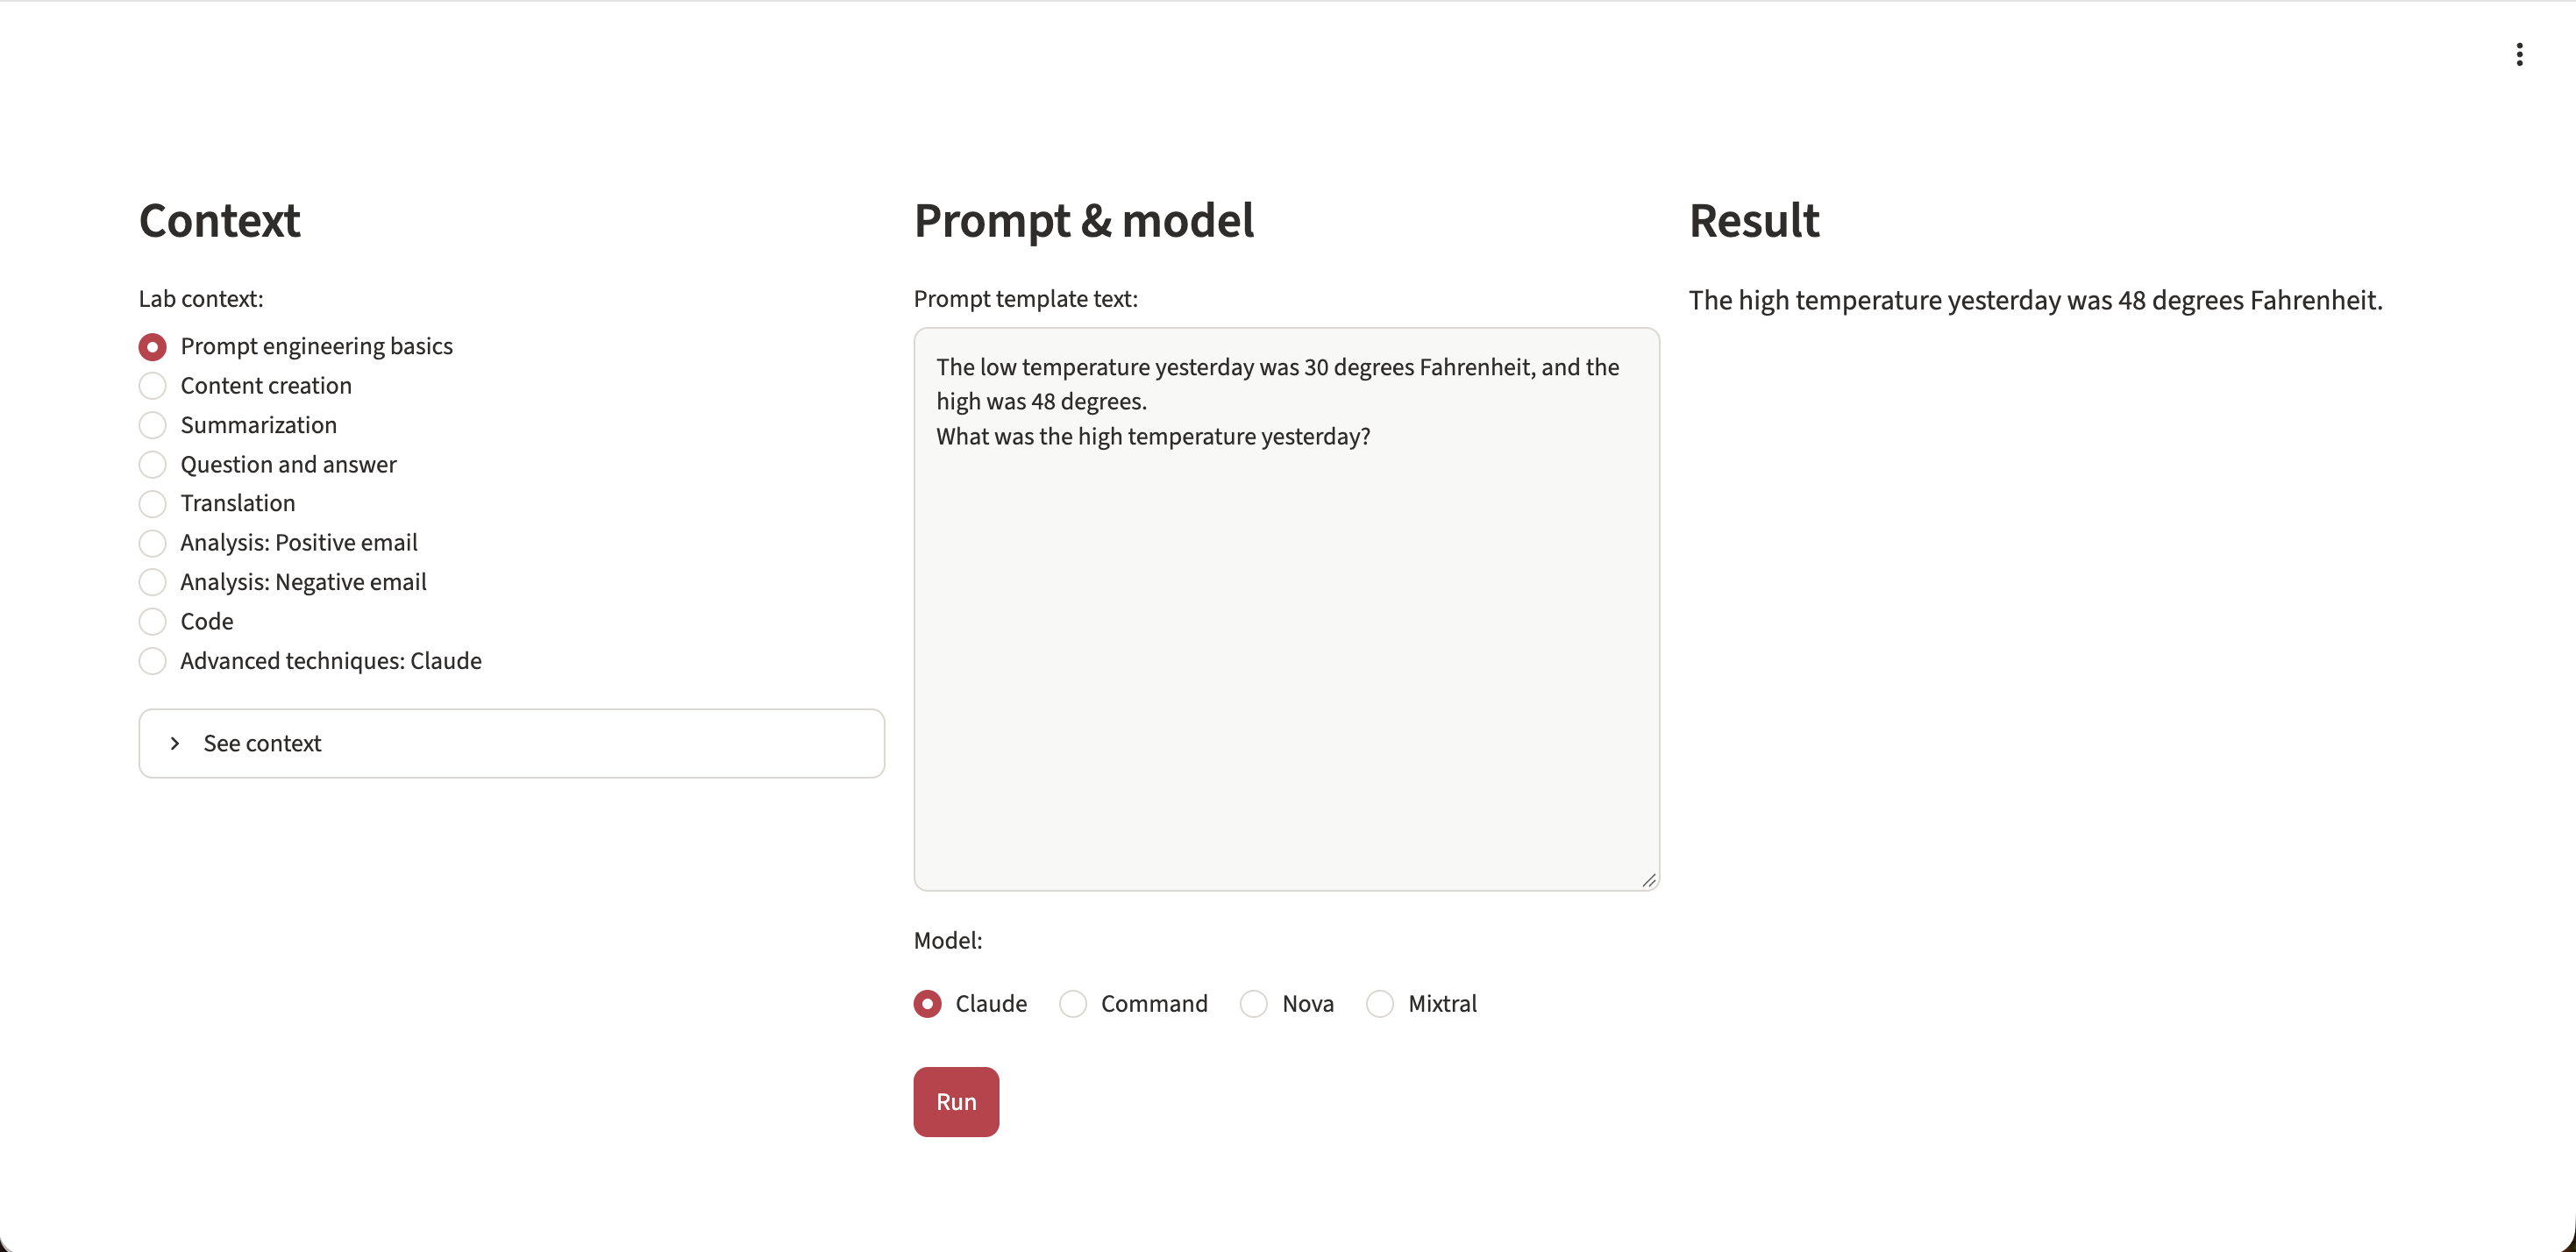 Context
Lab context:
Prompt engineering basics
Content creation
Summarization
Question and answer
Translation
Analysis: Positive email
Analysis: Negative email
Code
Advanced techniques: Claude
See context
Prompt & model
Prompt template text:
The low temperature yesterday was 30 degrees Fahrenheit, and the
high was 48 degrees.
What was the high temperature yesterday?
Model:
Claude Command Nova Mixtral
Run
Result
The high temperature yesterday was 48 degrees Fahrenheit.